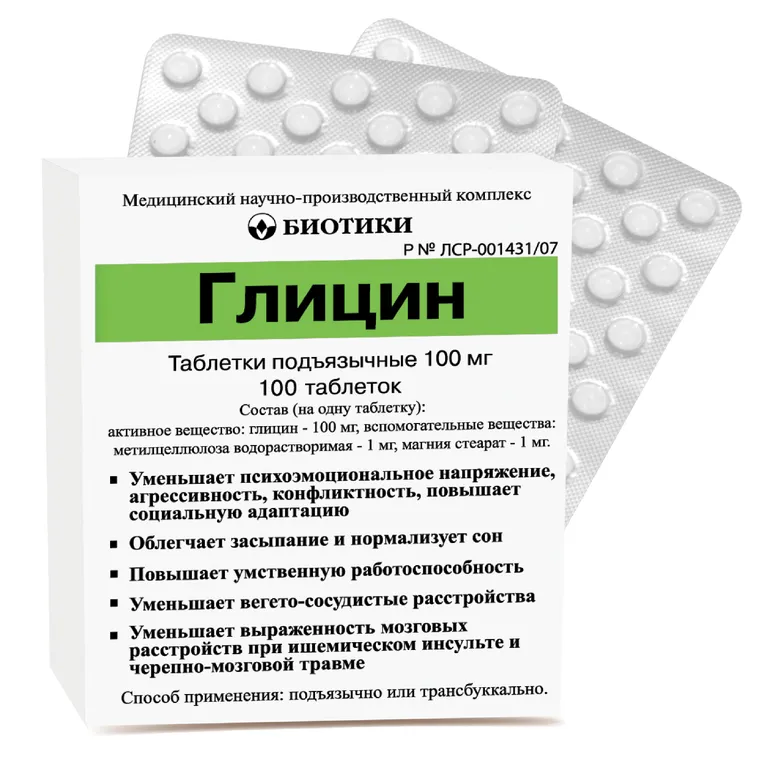 Медицинский научно-производственный комплекс
БИОТИКИ
Р № ЛСР-001431/07
Глицин
Таблетки подъязычные 100 мг
100 таблеток
Состав (на одну таблетку):
активное вещество: глицин - 100 мг, вспомогательные вещества:
метилцеллюлоза водорастворимая - 1 мг, магния стеарат - 1 мг.
▪ Уменьшает психоэмоциональное напряжение,
агрессивность, конфликтность, повышает
социальную адаптацию
▪ Облегчает засыпание и нормализует сон
▪ Повышает умственную работоспособность
▪ Уменьшает вегето-сосудистые расстройства
▪ Уменьшает выраженность мозговых
расстройств при ишемическом инсульте и
черепно-мозговой травме
Способ применения: подъязычно или трансбуккально.